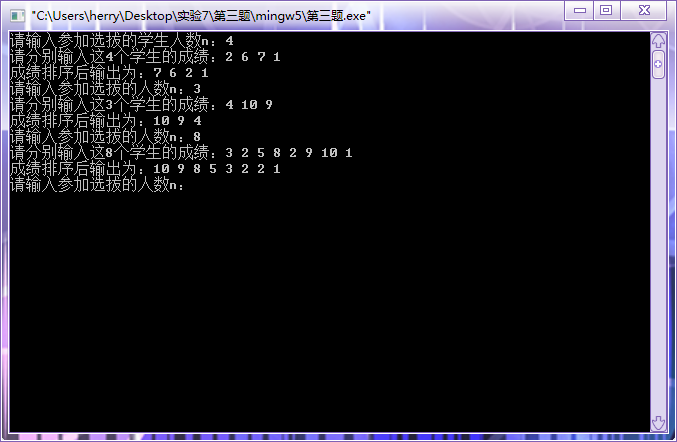 "C:\Users\herry\Desktop\实验7\第三题\mingw5\第三题.exe"
请输入参加选拔的学生人数n：4
请分别输入这4个学生的成绩：2 6 7 1
成绩排序后输出为：7 6 2 1
请输入参加选拔的人数n：3
请分别输入这3个学生的成绩：4 10 9
成绩排序后输出为：10 9 4
请输入参加选拔的人数n：8
请分别输入这8个学生的成绩：3 2 5 8 2 9 10 1
成绩排序后输出为：10 9 8 5 3 2 2 1
请输入参加选拔的人数n：